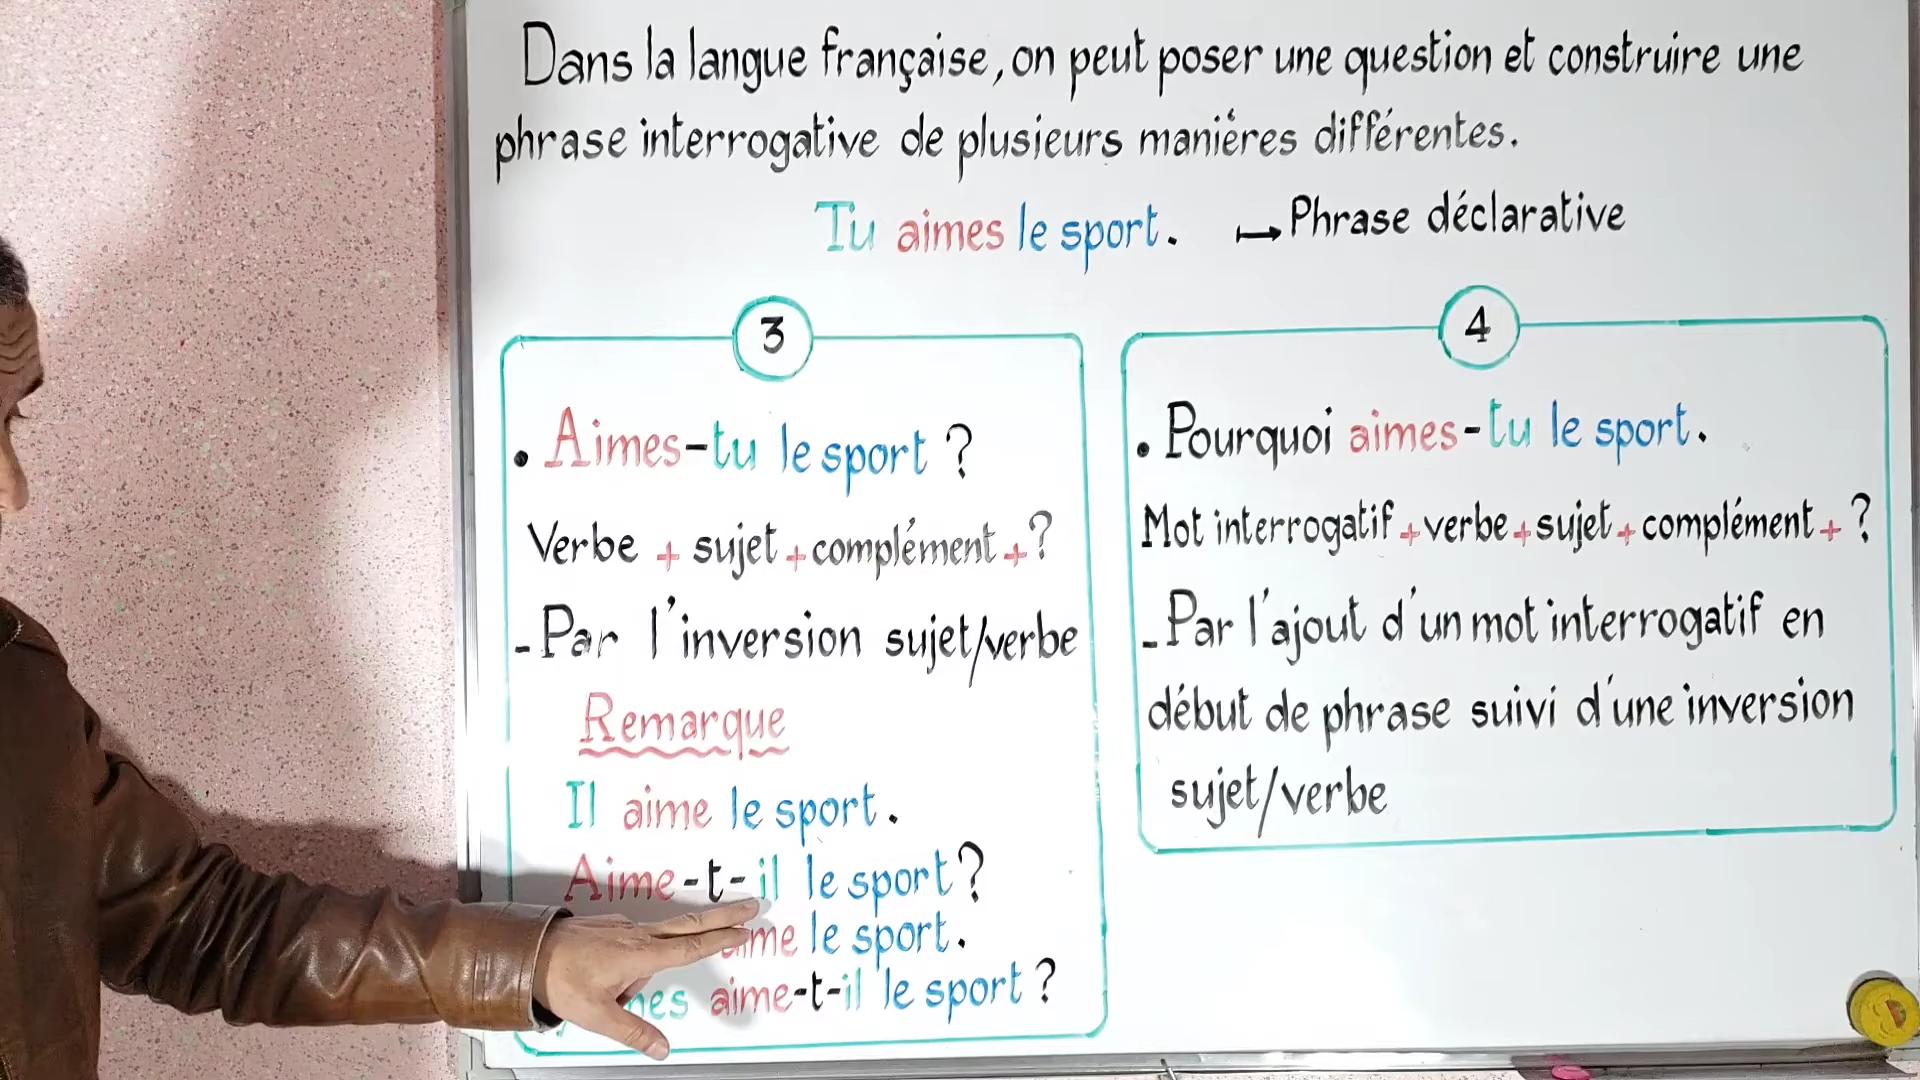 Dans la langue française, on peut poser une question et construire une
phrase interrogative de plusieurs manières différentes.
Tu aimes le sport. ↦ Phrase déclarative
3
• Aimes-tu le sport ?
Verbe + sujet + complément + ?
- Par l'inversion sujet/verbe
Remarque
Il aime le sport.
Aime-t-il le sport ?
le sport.
aime-t-il le sport ?
4
• Pourquoi aimes-tu le sport.
Mot interrogatif + verbe + sujet + complément + ?
- Par l'ajout d'un mot interrogatif en
début de phrase suivi d'une inversion
sujet/verbe